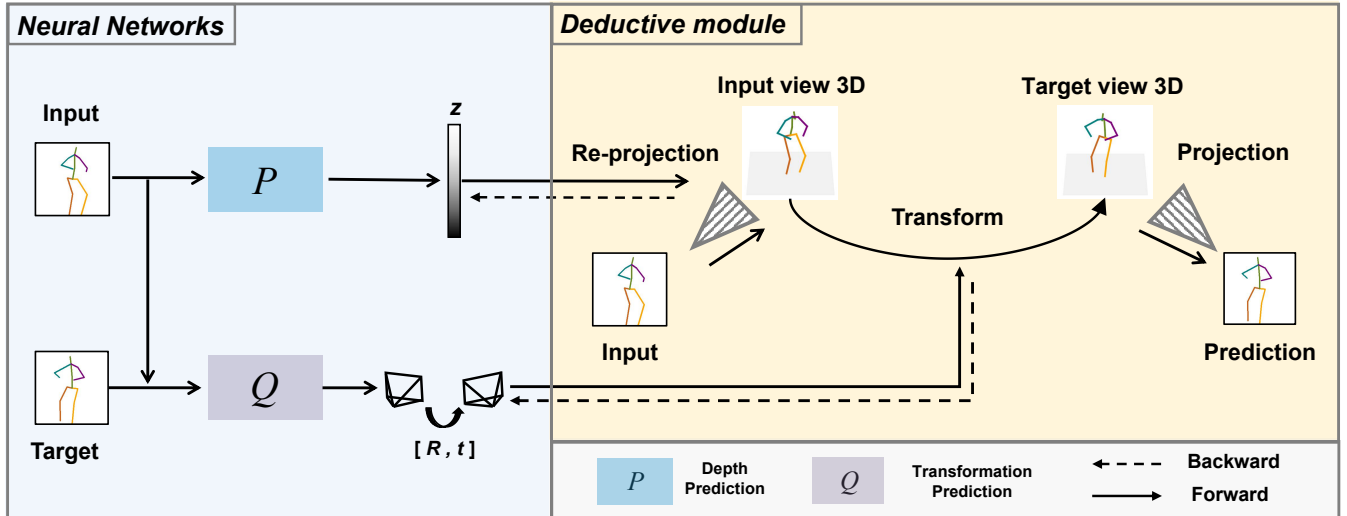 Neural Networks
Deductive module
Input
z
Input view 3D
Target view 3D
P
Re-projection
Projection
Transform
Input
Prediction
Q
Target
[ R , t ]
P
Depth
Prediction
Q
Transformation
Prediction
Backward
Forward